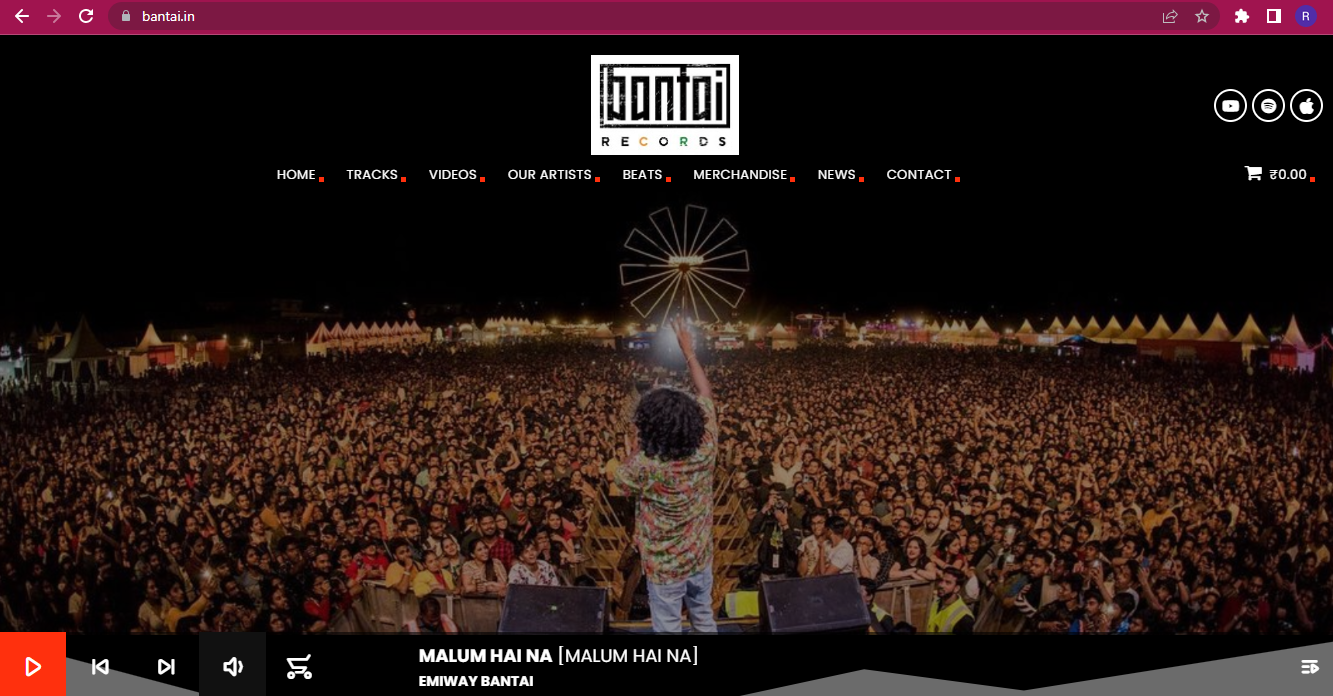 bantai.in
R
bantai
RECORDS
HOME TRACKS VIDEOS OUR ARTISTS BEATS MERCHANDISE NEWS CONTACT
₹0.00
MALUM HAI NA [MALUM HAI NA]
EMIWAY BANTAI